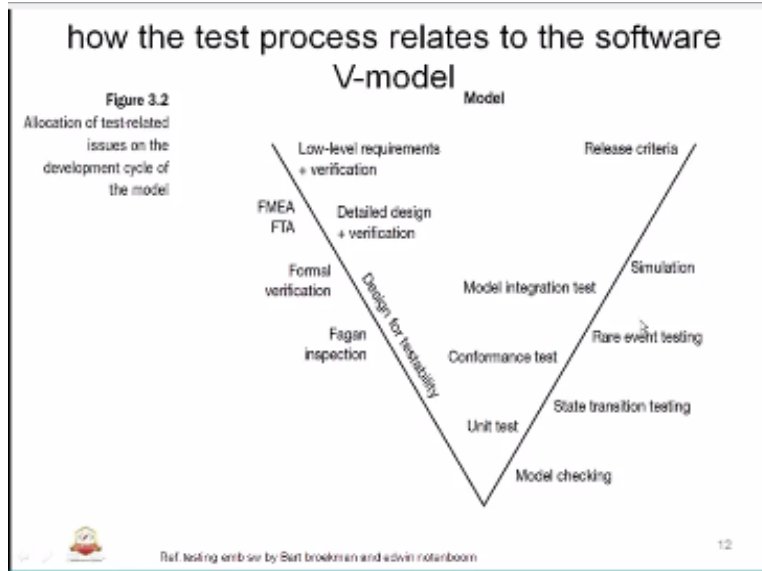 how the test process relates to the software
V-model
Figure 3.2
Allocation of test-related
issues on the
development cycle of
the model
Model
Low-level requirements
+ verification
Release criteria
FMEA
FTA
Detailed design
+ verification
Formal
verification
Simulation
Model integration test
Design for testability
Fagan
inspection
Rare event testing
Conformance test
State transition testing
Unit test
Model checking
Ref. testing emb sw by Bart broekman and edwin notenboom
12